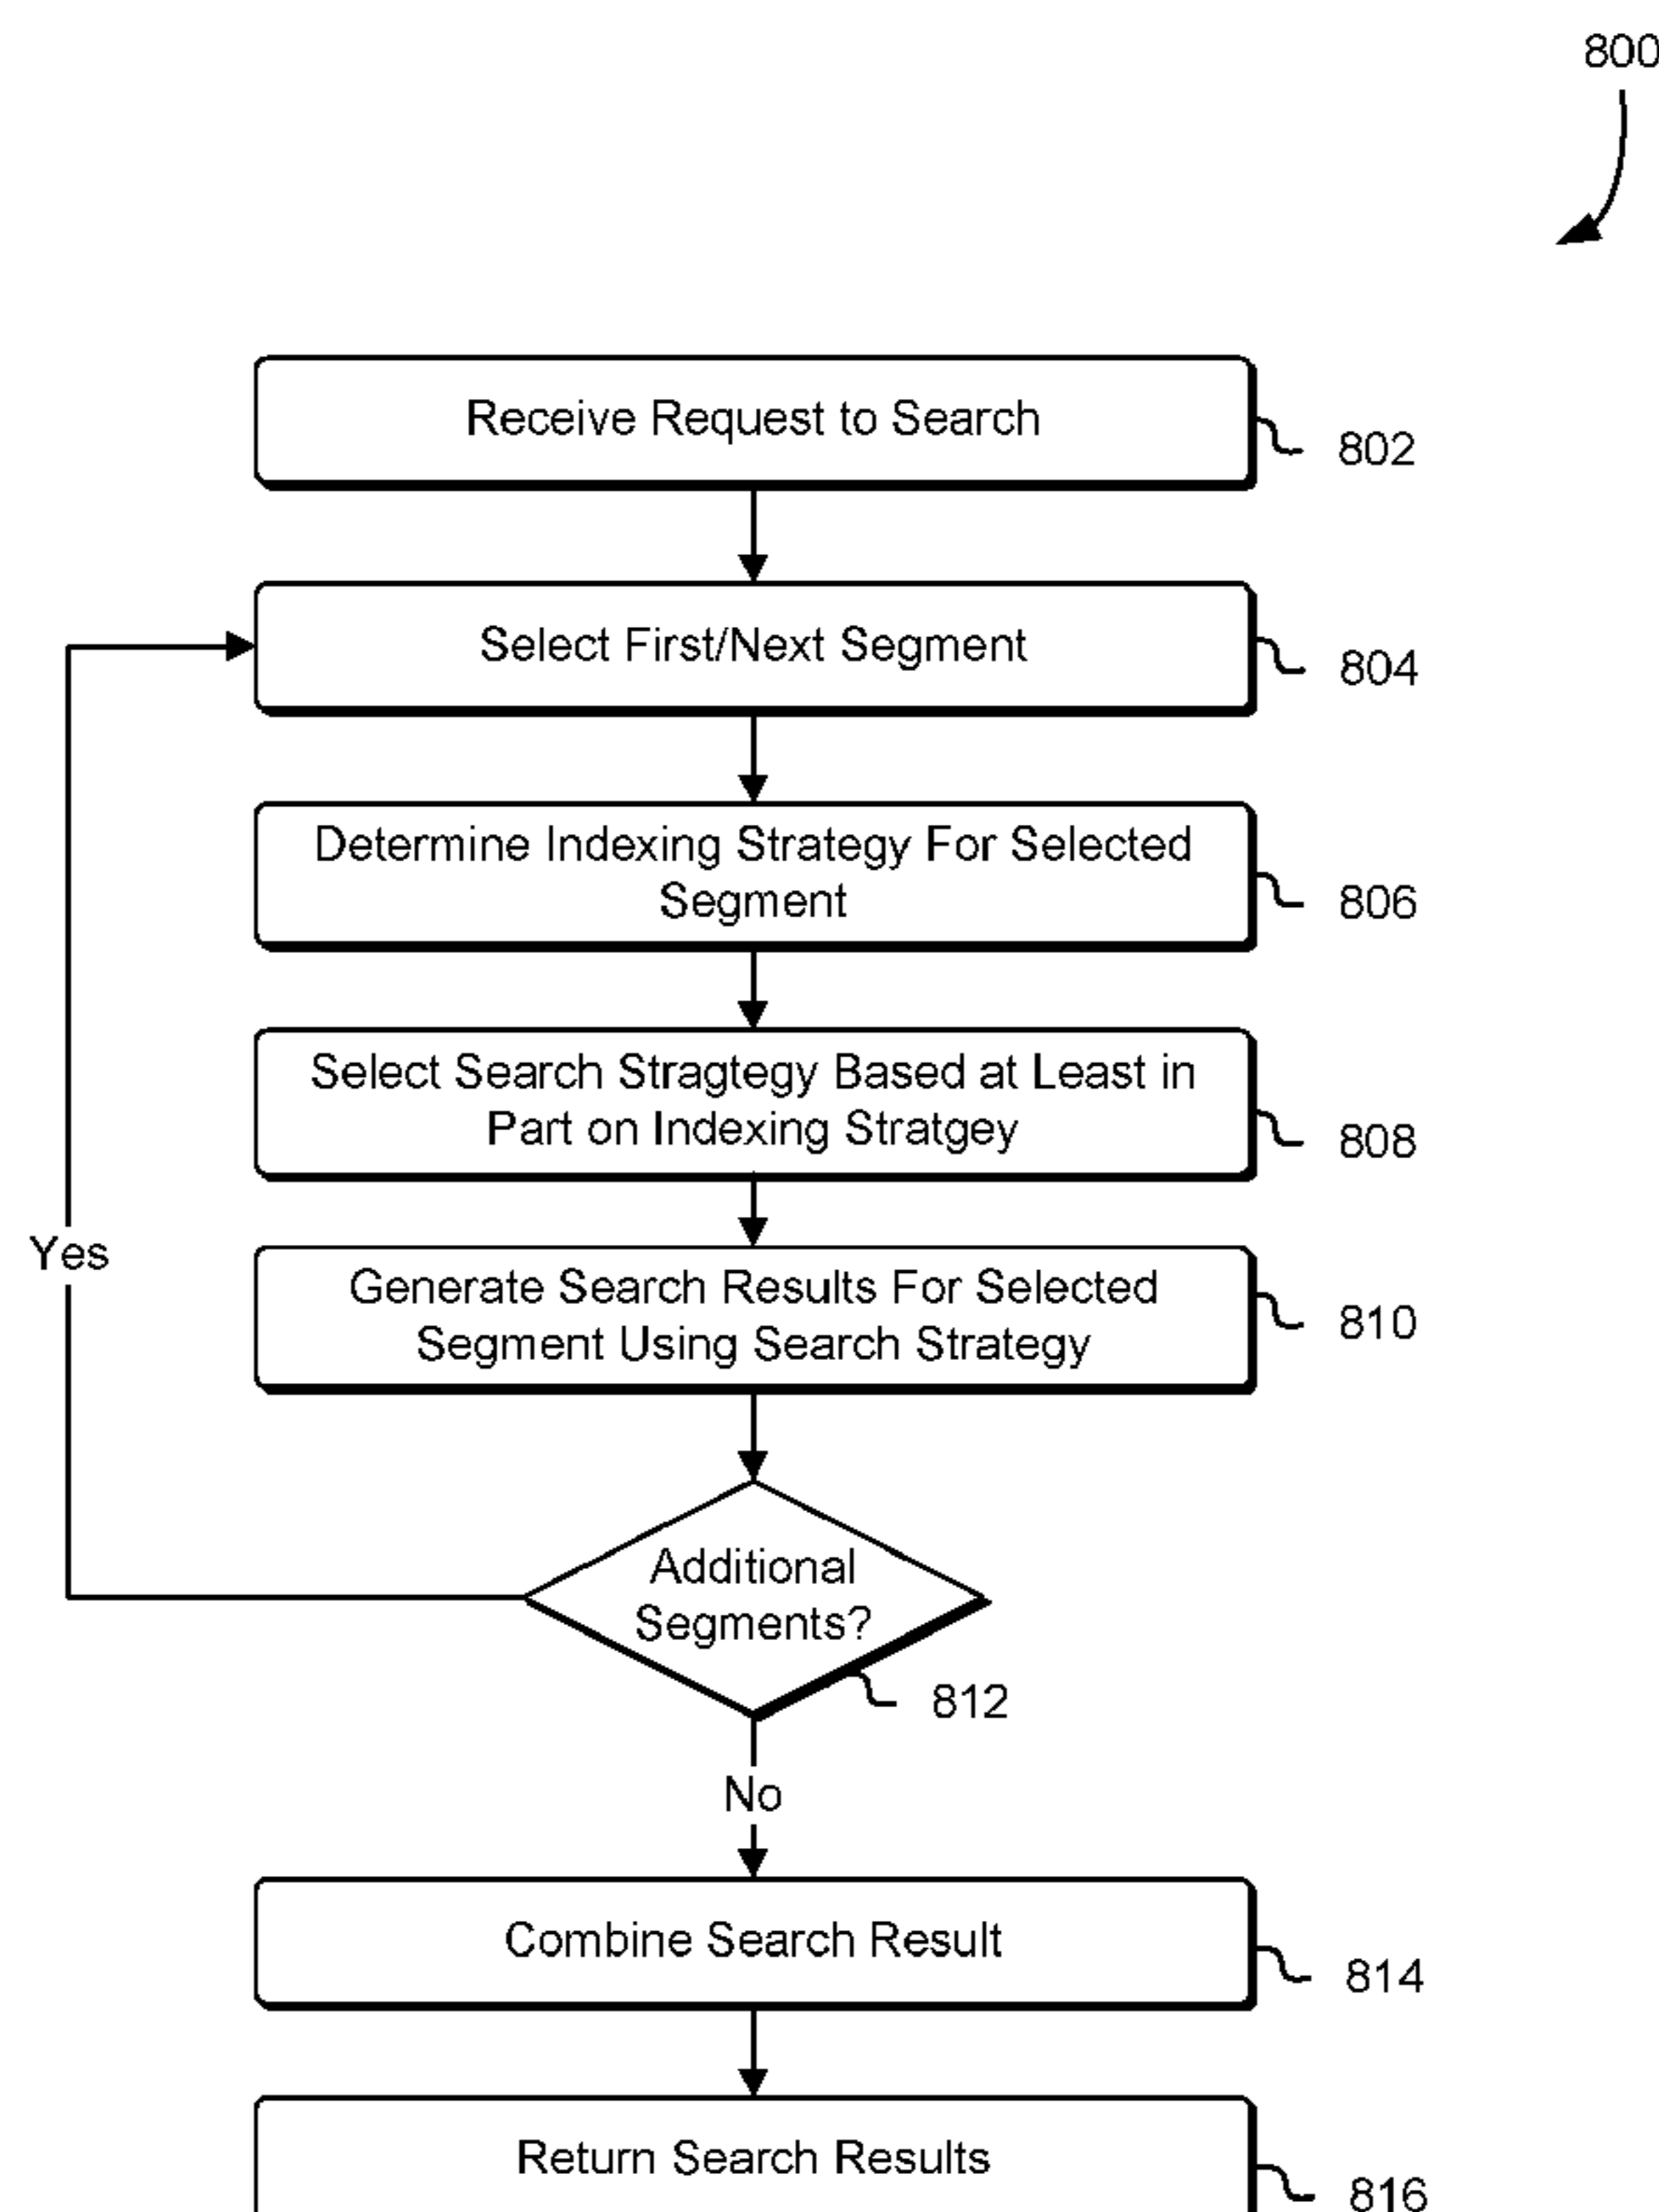 800
Receive Request to Search
802
Select First/Next Segment
804
Determine Indexing Strategy For Selected
Segment
806
Select Search Stragtegy Based at Least in
Part on Indexing Stratgey
808
Yes
Generate Search Results For Selected
Segment Using Search Strategy
810
Additional
Segments?
812
No
Combine Search Result
814
Return Search Results
816